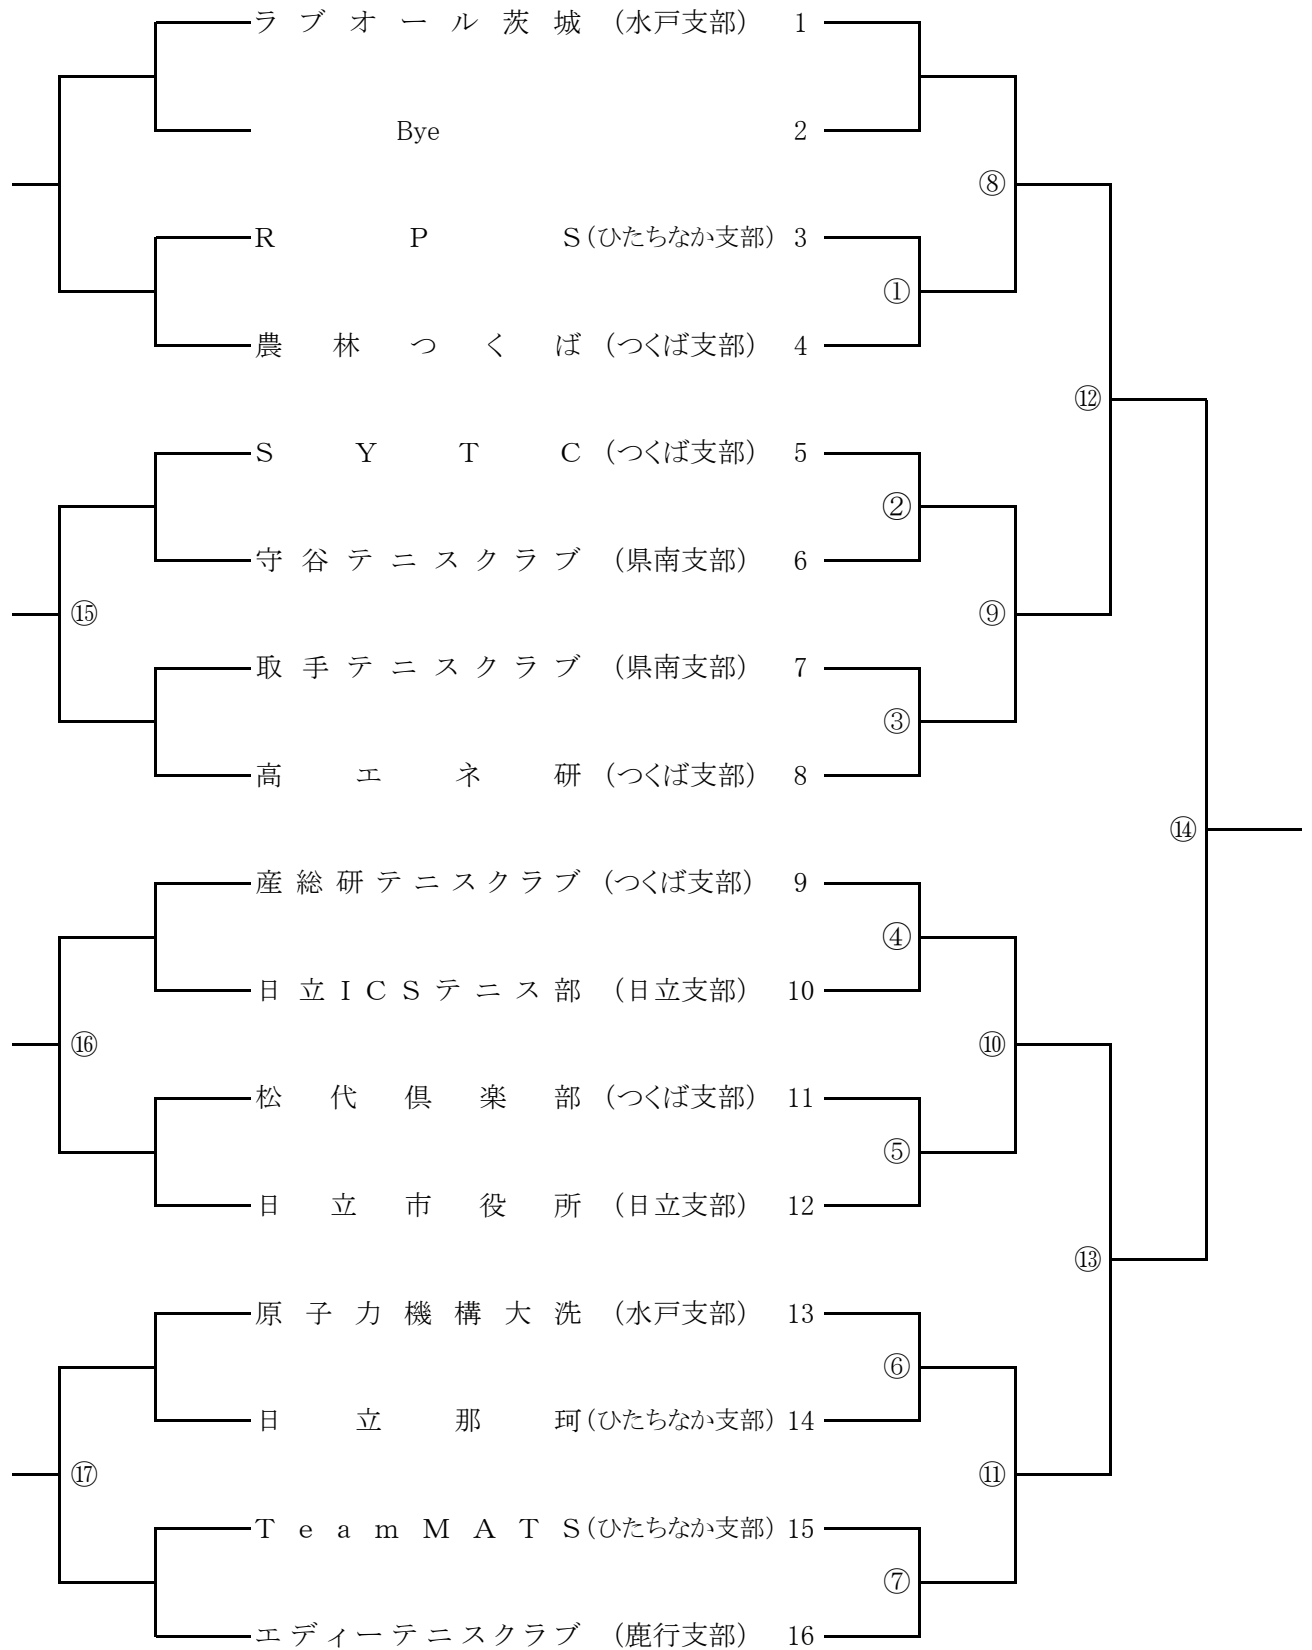 ラブオール茨城 (水戸支部) 1
Bye 2
⑧
RPS (ひたちなか支部) 3
①
農林つくば (つくば支部) 4
⑫
SYTC (つくば支部) 5
②
守谷テニスクラブ (県南支部) 6
⑮ ⑨
取手テニスクラブ (県南支部) 7
③
高エネ研 (つくば支部) 8
⑭
産総研テニスクラブ (つくば支部) 9
④
日立ICSテニス部 (日立支部) 10
⑯ ⑩
松代倶楽部 (つくば支部) 11
⑤
日立市役所 (日立支部) 12
⑬
原子力機構大洗 (水戸支部) 13
⑥
日立那珂 (ひたちなか支部) 14
⑰ ⑪
TeamMATS (ひたちなか支部) 15
⑦
エディーテニスクラブ (鹿行支部) 16